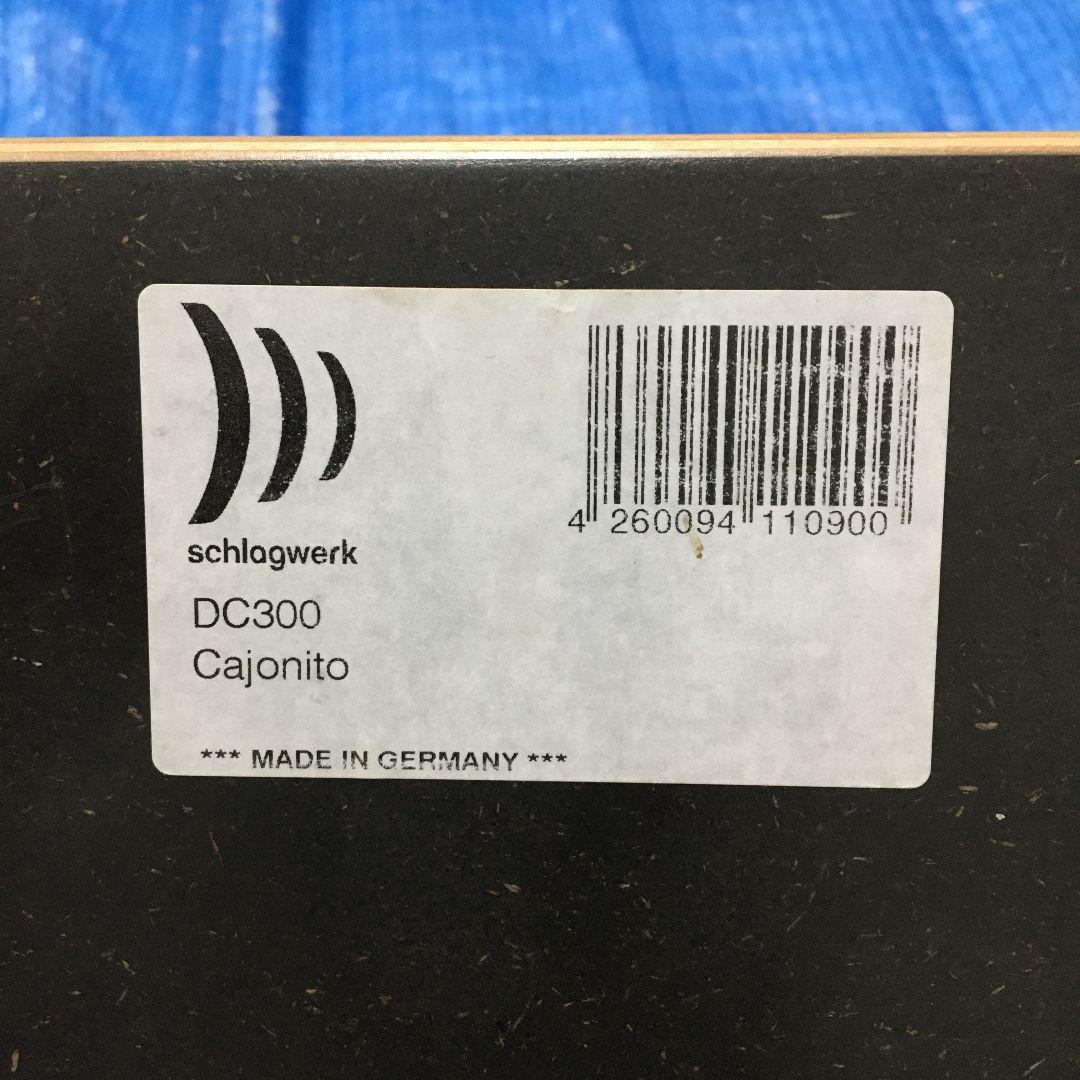 schlagwerk
DC300
Cajonito
*** MADE IN GERMANY ***
4 260094 110900